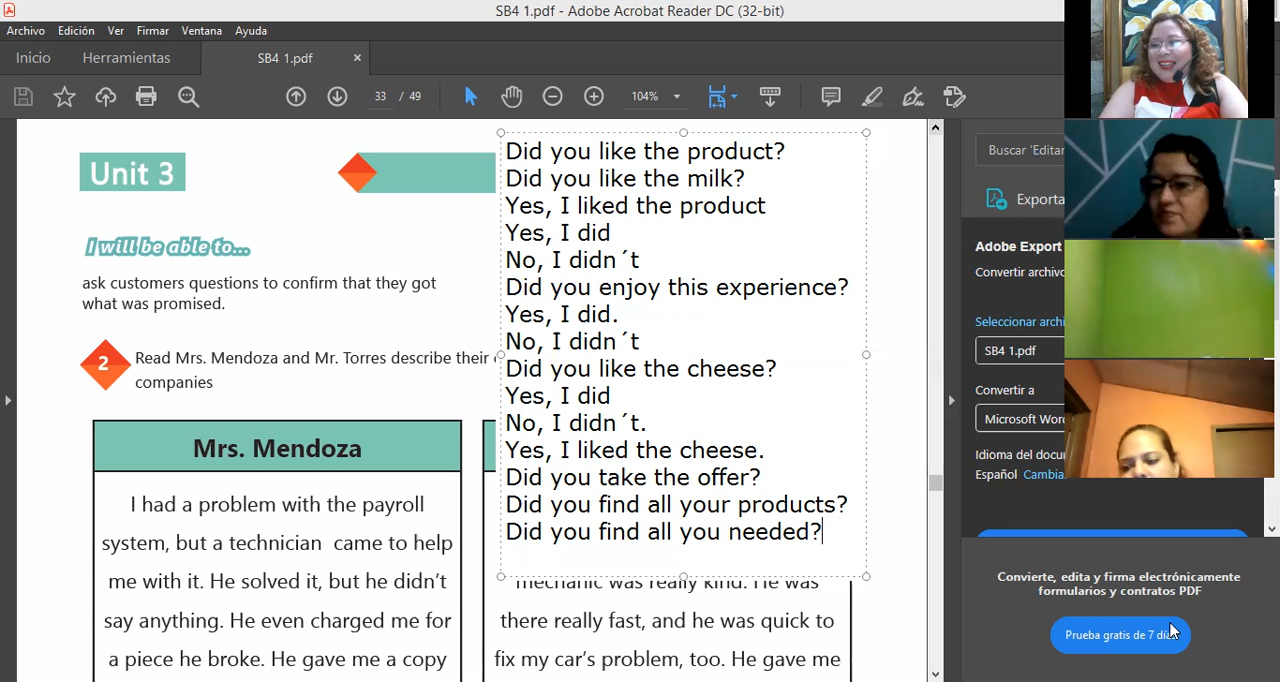 SB4 1.pdf - Adobe Acrobat Reader DC (32-bit)
Archivo Edición Ver Firmar Ventana Ayuda
Inicio Herramientas SB4 1.pdf ×
33 / 49 104%
Unit 3
I will be able to...
ask customers questions to confirm that they got
what was promised.
2
Read Mrs. Mendoza and Mr. Torres describe their
companies
Mrs. Mendoza
I had a problem with the payroll
system, but a technician came to help
me with it. He solved it, but he didn't
say anything. He even charged me for
a piece he broke. He gave me a copy
Did you like the product?
Did you like the milk?
Yes, I liked the product
Yes, I did
No, I didn´t
Did you enjoy this experience?
Yes, I did.
No, I didn´t
Did you like the cheese?
Yes, I did
No, I didn´t.
Yes, I liked the cheese.
Did you take the offer?
Did you find all your products?
Did you find all you needed?
mechanic was really kind. He was
there really fast, and he was quick to
fix my car's problem, too. He gave me
Buscar 'Editar
Exporta
Adobe Export
Convertir archivo
Seleccionar archi
SB4 1.pdf
Convertir a
Microsoft Word
Idioma del docu
Español Cambia
Convierte, edita y firma electrónicamente
formularios y contratos PDF
Prueba gratis de 7 día